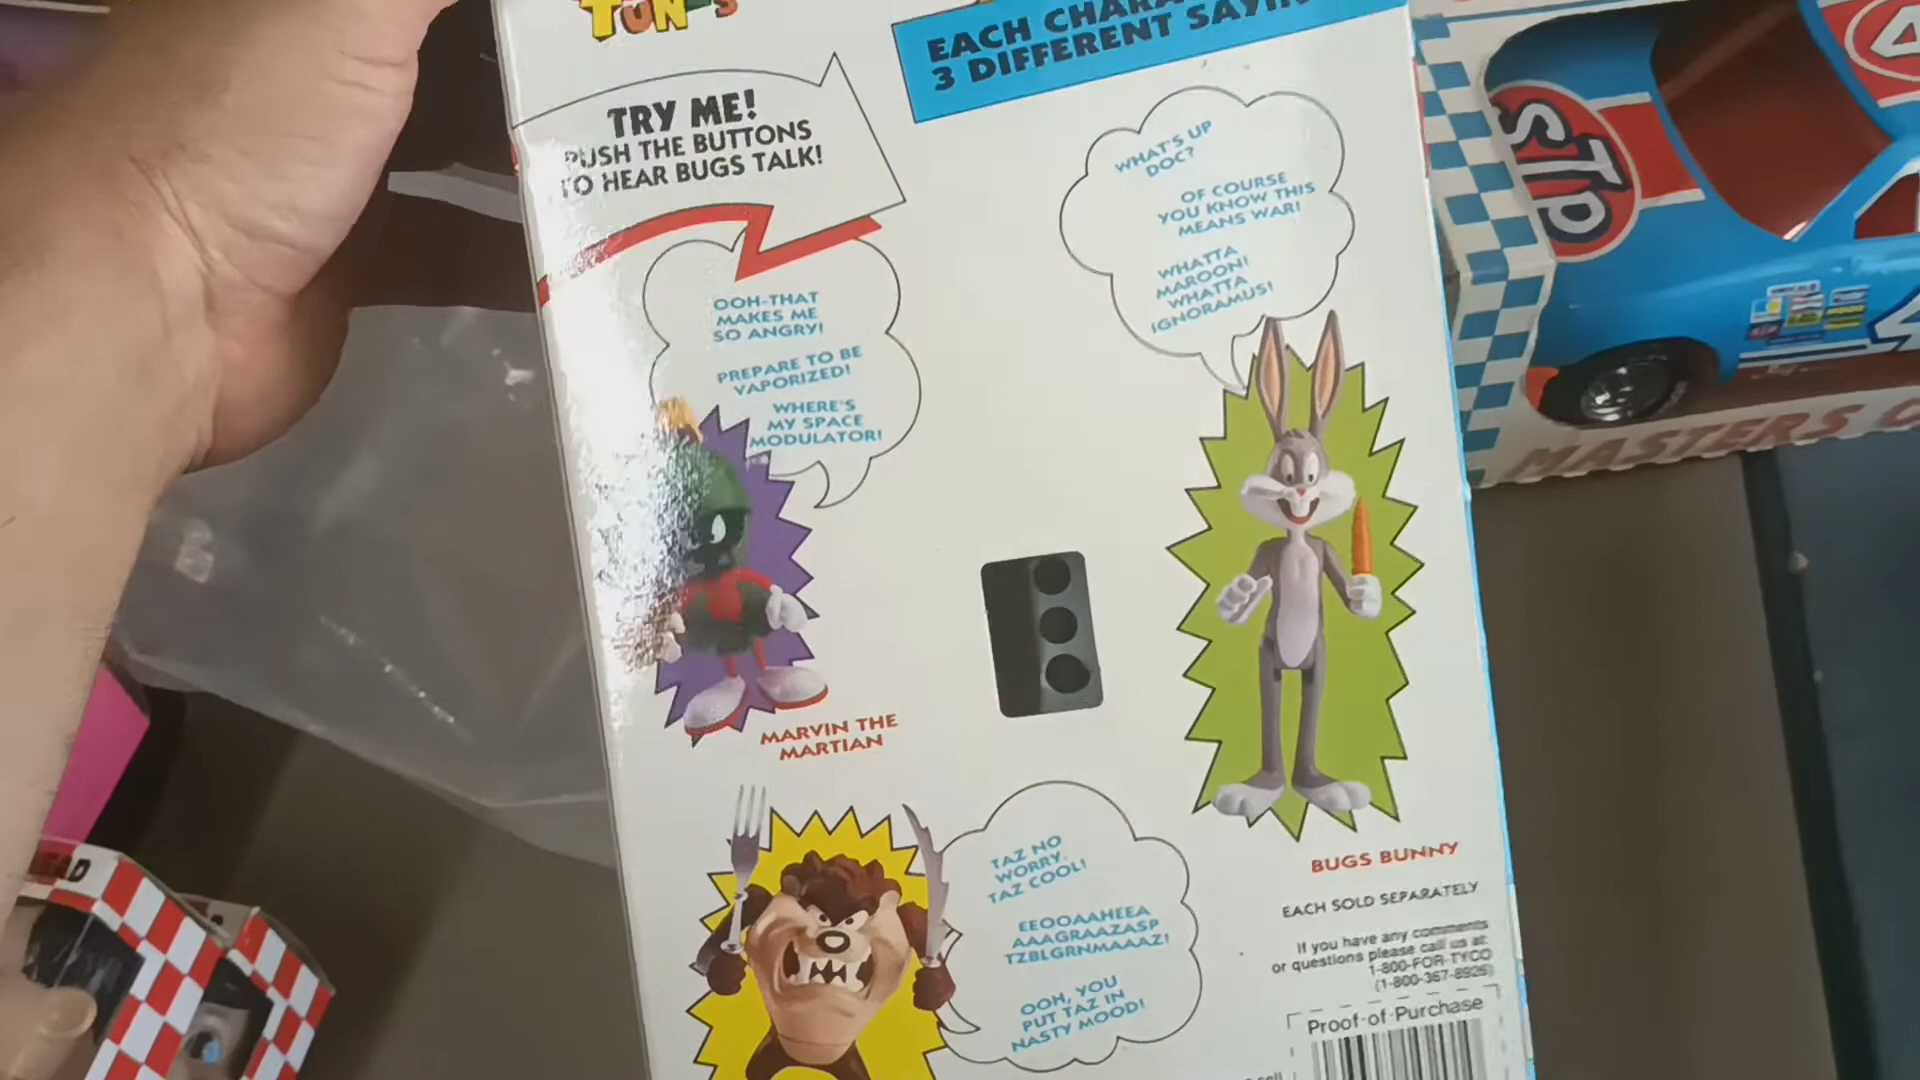 TUNES
EACH CHARA
3 DIFFERENT SAYIN
TRY ME!
PUSH THE BUTTONS
TO HEAR BUGS TALK!
WHAT'S UP
DOC?
OF COURSE
YOU KNOW THIS
MEANS WAR!
WHATTA
MAROON!
WHATTA
IGNORAMUS!
OOH-THAT
MAKES ME
SO ANGRY!
PREPARE TO BE
VAPORIZED!
WHERE'S
MY SPACE
MODULATOR!
MARVIN THE
MARTIAN
BUGS BUNNY
EACH SOLD SEPARATELY
If you have any comments
or questions please call us at:
1-800-FOR-TYCO
(1-800-367-8926)
Proof-of-Purchase
TAZ NO
WORRY.
TAZ COOL!
EEOOAAHEEA
AAAGRAAZASP
TZBLGRNMAAAZ!
OOH, YOU
PUT TAZ IN
NASTY MOOD!
STP
4
MASTERS